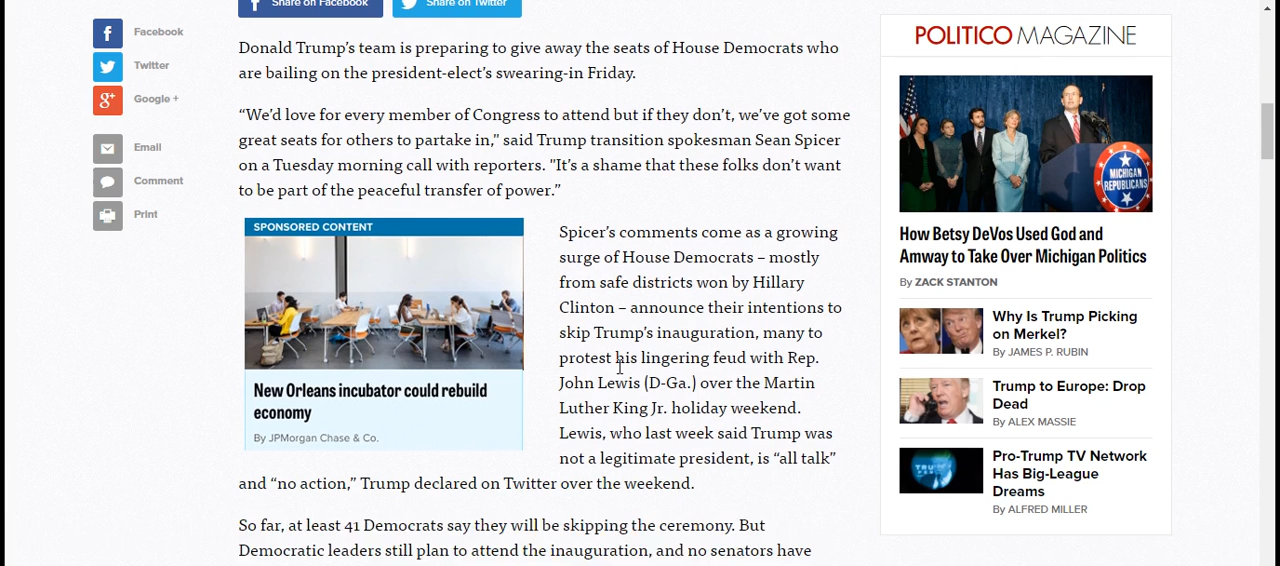 Share on Facebook
Share on Twitter
Facebook
Twitter
Google +
Email
Comment
Print
Donald Trump’s team is preparing to give away the seats of House Democrats who
are bailing on the president-elect’s swearing-in Friday.
“We’d love for every member of Congress to attend but if they don’t, we’ve got some
great seats for others to partake in,” said Trump transition spokesman Sean Spicer
on a Tuesday morning call with reporters. "It’s a shame that these folks don’t want
to be part of the peaceful transfer of power.”
SPONSORED CONTENT
New Orleans incubator could rebuild
economy
By JPMorgan Chase & Co.
Spicer’s comments come as a growing
surge of House Democrats – mostly
from safe districts won by Hillary
Clinton – announce their intentions to
skip Trump’s inauguration, many to
protest his lingering feud with Rep.
John Lewis (D-Ga.) over the Martin
Luther King Jr. holiday weekend.
Lewis, who last week said Trump was
not a legitimate president, is “all talk”
and “no action,” Trump declared on Twitter over the weekend.
So far, at least 41 Democrats say they will be skipping the ceremony. But
Democratic leaders still plan to attend the inauguration, and no senators have
POLITICO MAGAZINE
MICHIGAN
REPUBLICANS
How Betsy DeVos Used God and
Amway to Take Over Michigan Politics
By ZACK STANTON
Why Is Trump Picking
on Merkel?
By JAMES P. RUBIN
Trump to Europe: Drop
Dead
By ALEX MASSIE
Pro-Trump TV Network
Has Big-League
Dreams
By ALFRED MILLER